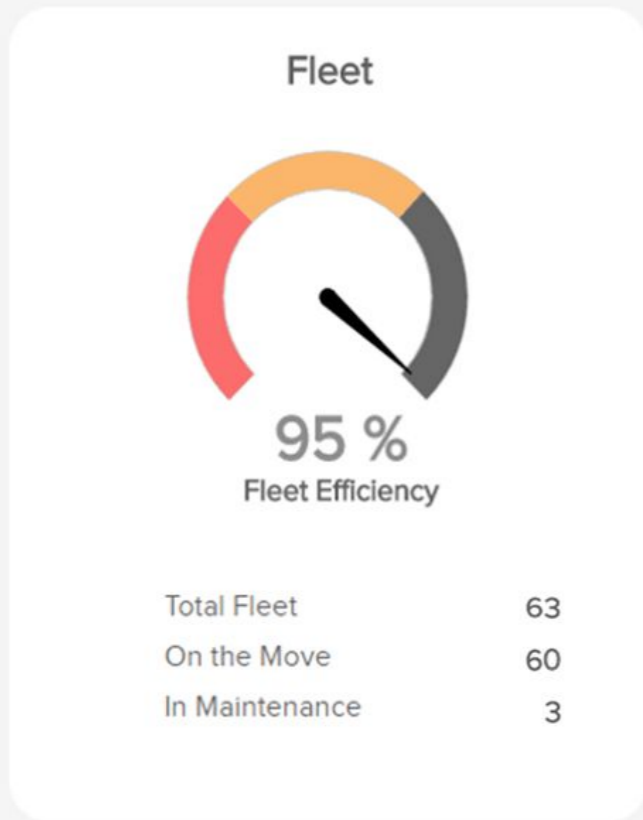 Fleet
95 %
Fleet Efficiency
Total Fleet 63
On the Move 60
In Maintenance 3